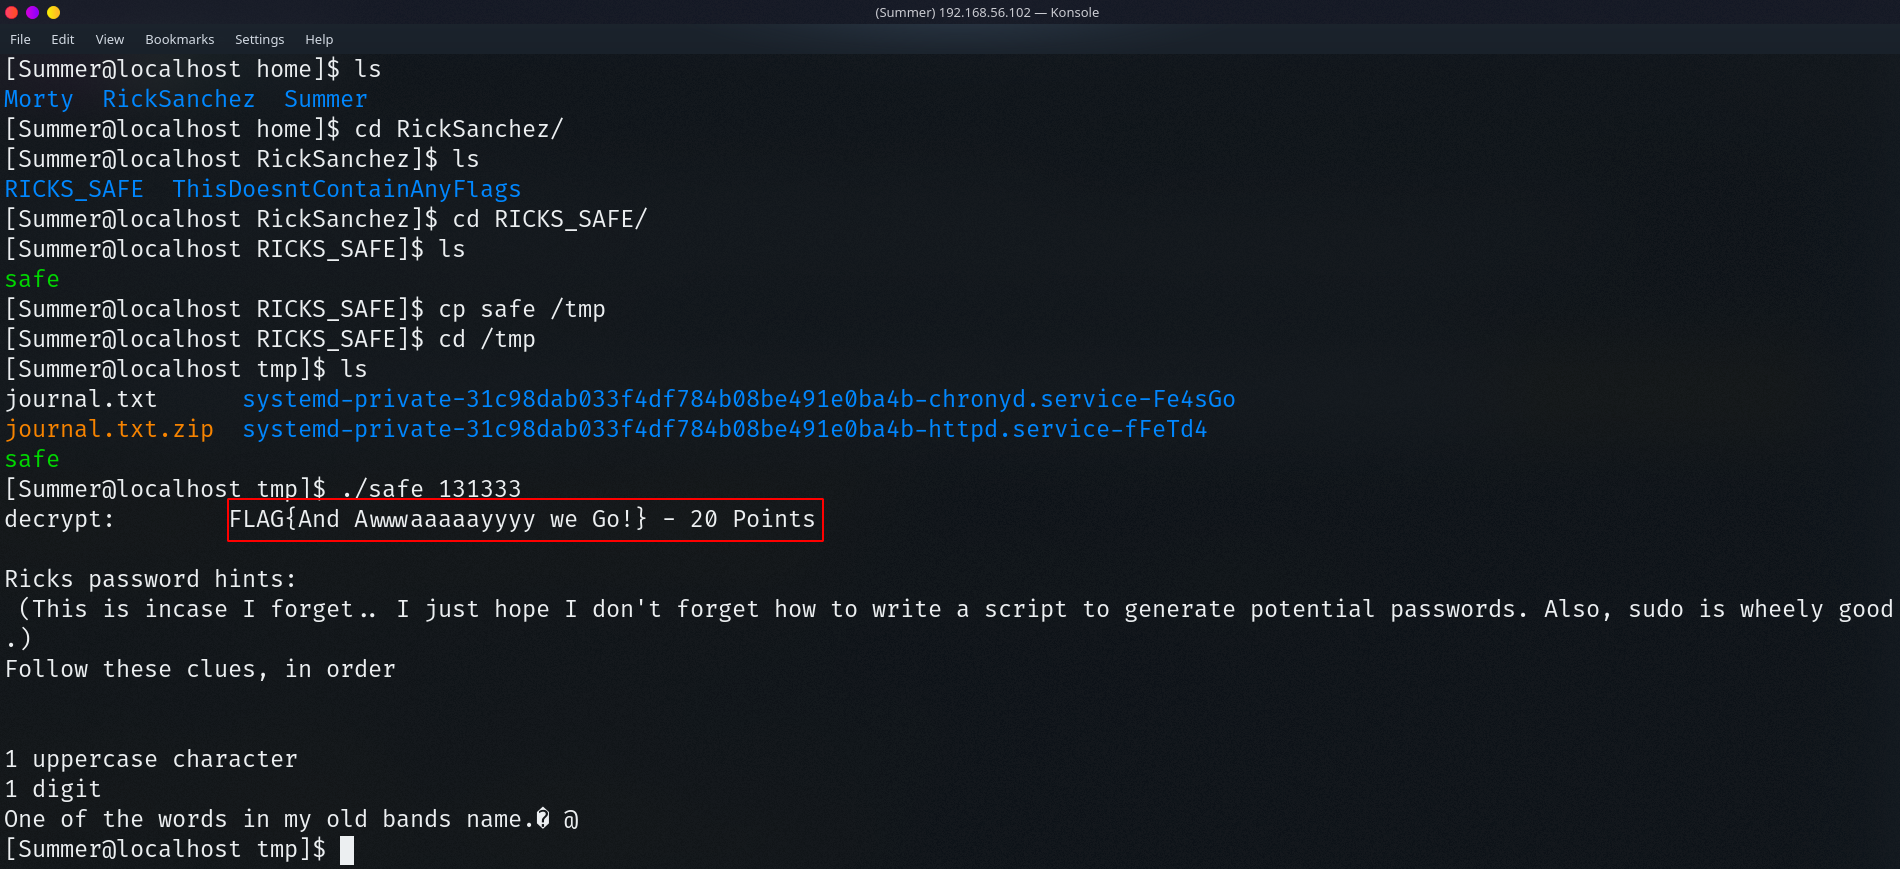 (Summer) 192.168.56.102 — Konsole
File Edit View Bookmarks Settings Help
[Summer@localhost home]$ ls
Morty  RickSanchez  Summer
[Summer@localhost home]$ cd RickSanchez/
[Summer@localhost RickSanchez]$ ls
RICKS_SAFE  ThisDoesntContainAnyFlags
[Summer@localhost RickSanchez]$ cd RICKS_SAFE/
[Summer@localhost RICKS_SAFE]$ ls
safe
[Summer@localhost RICKS_SAFE]$ cp safe /tmp
[Summer@localhost RICKS_SAFE]$ cd /tmp
[Summer@localhost tmp]$ ls
journal.txt      systemd-private-31c98dab033f4df784b08be491e0ba4b-chronyd.service-Fe4sGo
journal.txt.zip  systemd-private-31c98dab033f4df784b08be491e0ba4b-httpd.service-fFeTd4
safe
[Summer@localhost tmp]$ ./safe 131333
decrypt:        FLAG{And Awwwaaaaayyyy we Go!} - 20 Points
Ricks password hints:
 (This is incase I forget.. I just hope I don't forget how to write a script to generate potential passwords. Also, sudo is wheely good
.)
Follow these clues, in order
1 uppercase character
1 digit
One of the words in my old bands name.� @
[Summer@localhost tmp]$